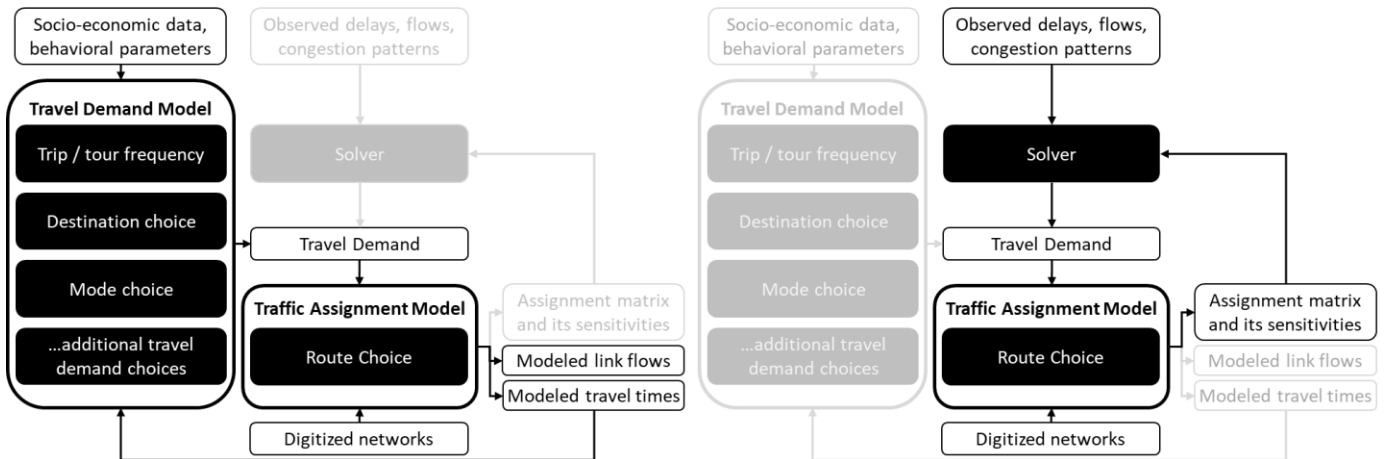 Socio-economic data,
behavioral parameters
Observed delays, flows,
congestion patterns
Travel Demand Model
Trip / tour frequency
Destination choice
Mode choice
...additional travel
demand choices
Solver
Travel Demand
Traffic Assignment Model
Route Choice
Assignment matrix
and its sensitivities
Modeled link flows
Modeled travel times
Digitized networks
Socio-economic data,
behavioral parameters
Observed delays, flows,
congestion patterns
Travel Demand Model
Trip / tour frequency
Destination choice
Mode choice
...additional travel
demand choices
Solver
Travel Demand
Traffic Assignment Model
Route Choice
Assignment matrix
and its sensitivities
Modeled link flows
Modeled travel times
Digitized networks